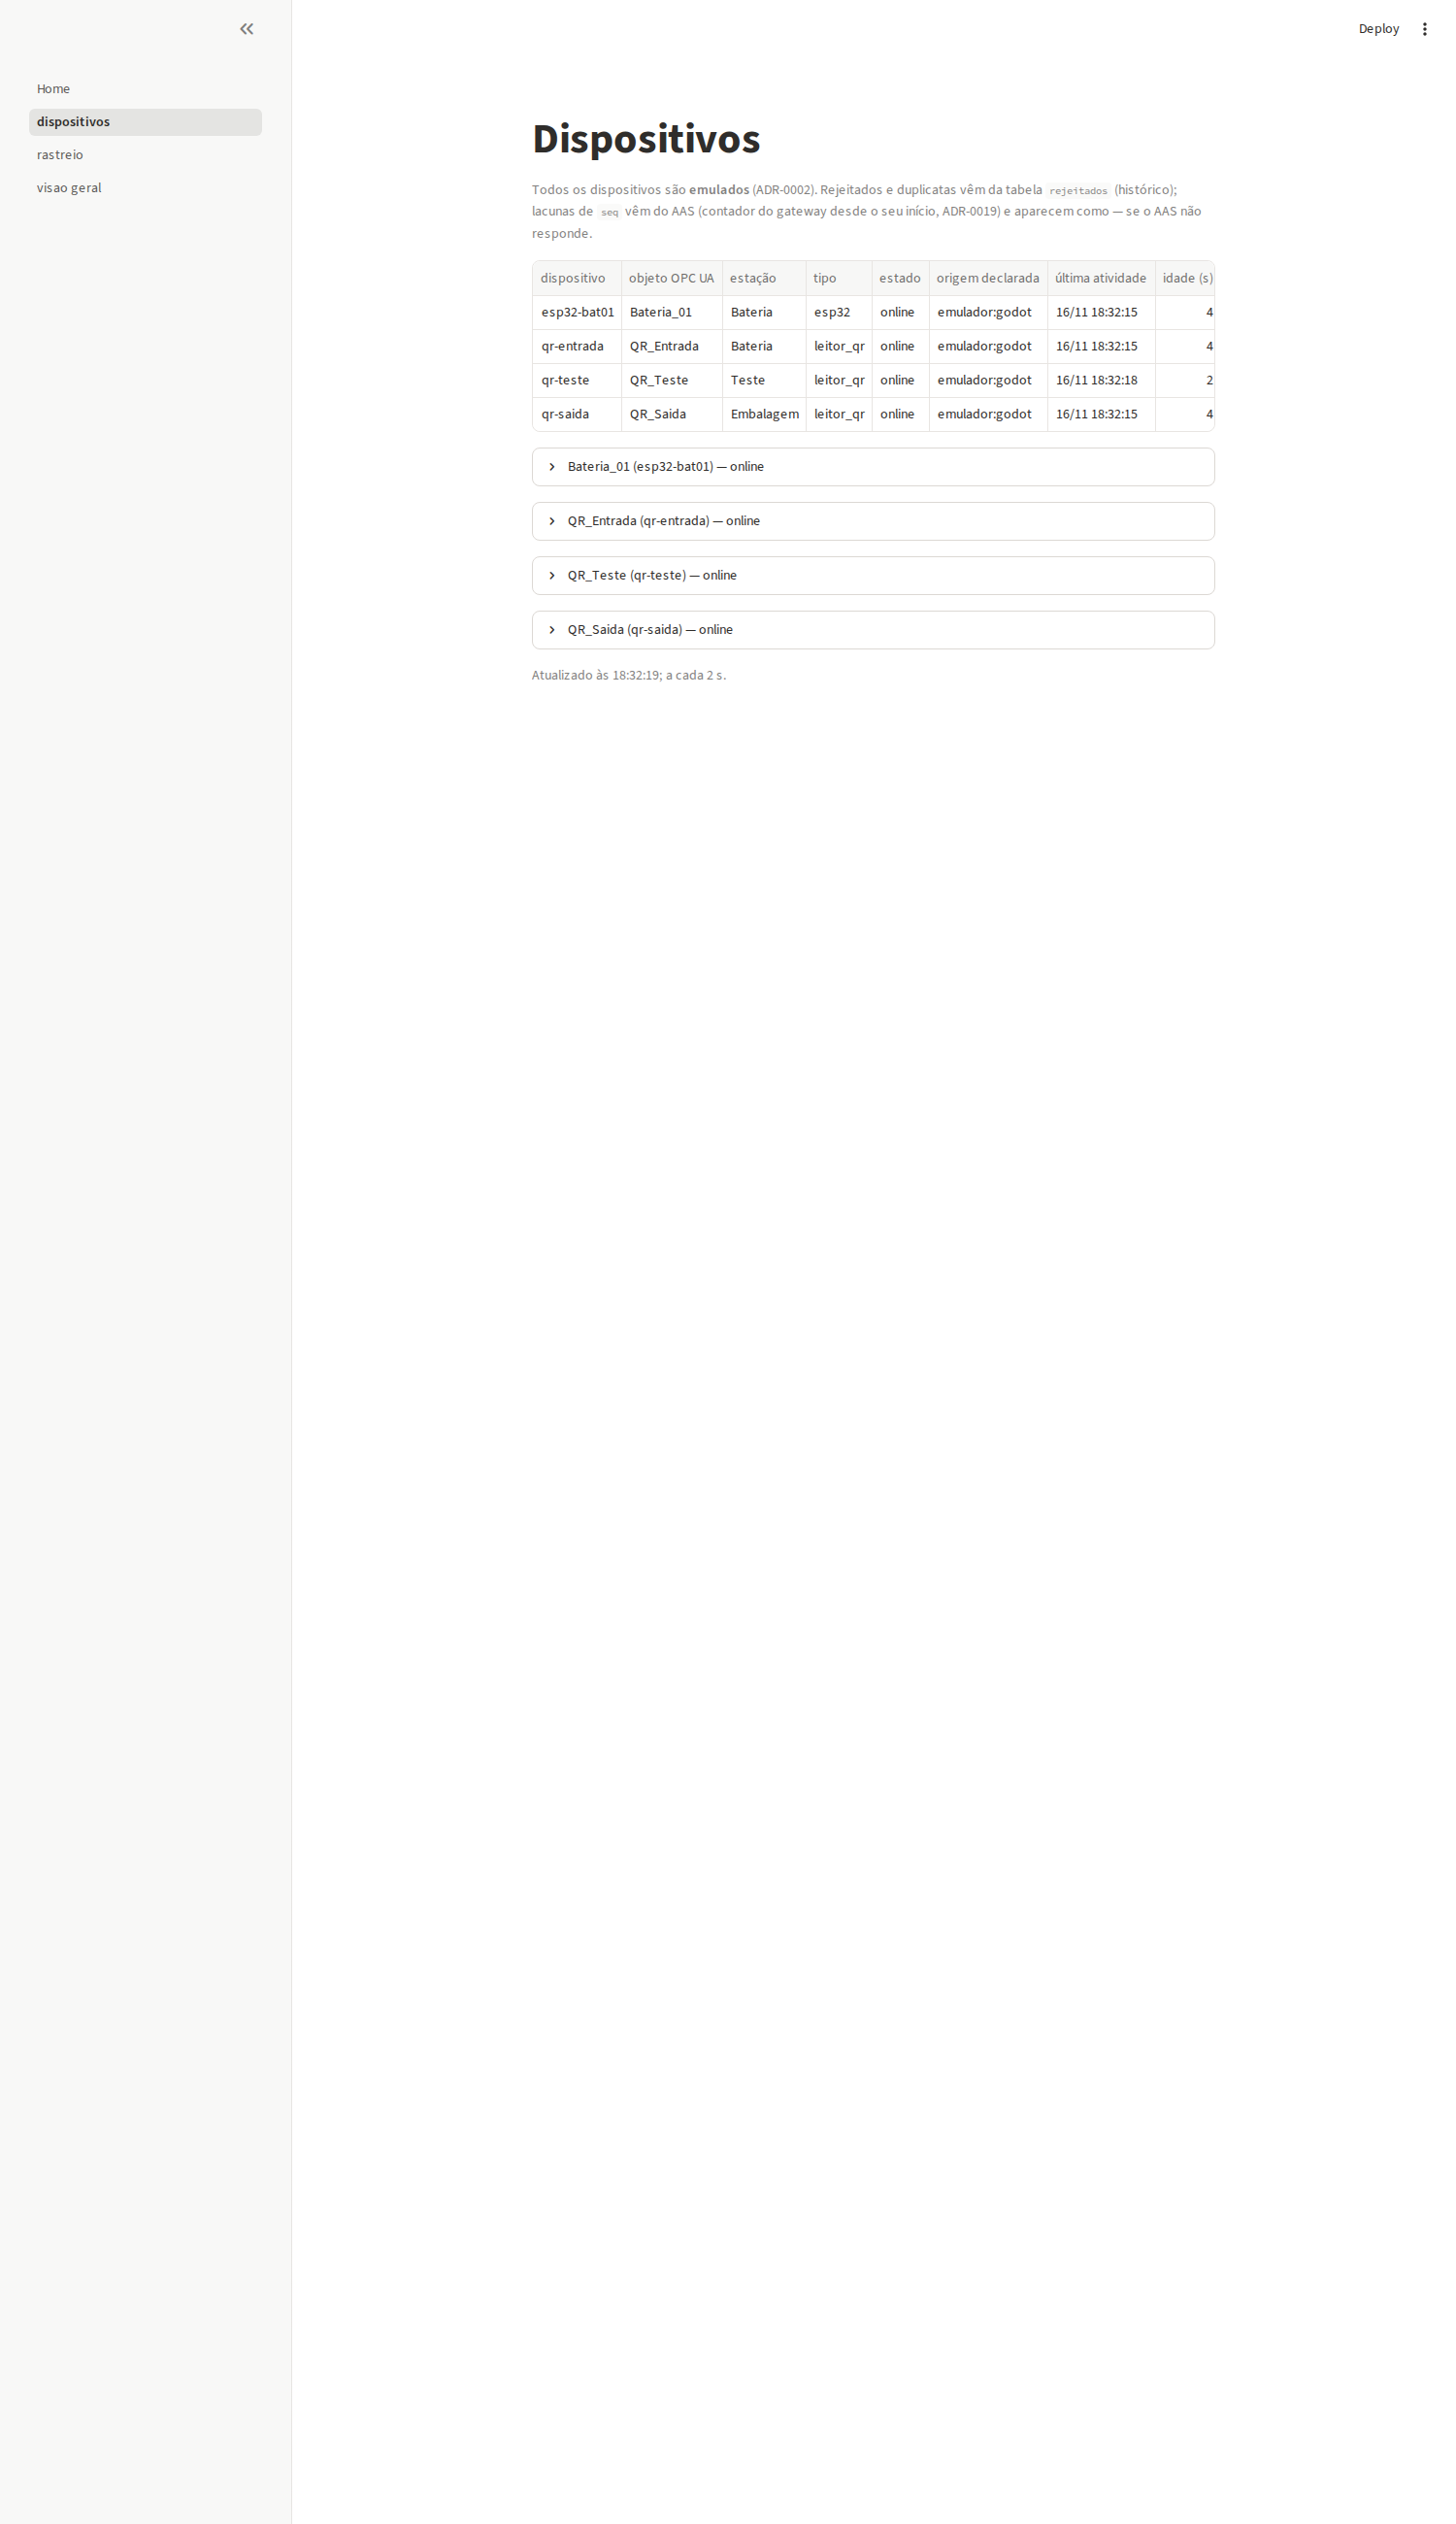 Deploy
Home
dispositivos
rastreio
visao geral
Dispositivos
Todos os dispositivos são emulados (ADR-0002). Rejeitados e duplicatas vêm da tabela rejeitados (histórico);
lacunas de seq vêm do AAS (contador do gateway desde o seu início, ADR-0019) e aparecem como — se o AAS não
responde.
dispositivo objeto OPC UA estação tipo estado origem declarada última atividade idade (s)
esp32-bat01 Bateria_01 Bateria esp32 online emulador:godot 16/11 18:32:15 4
qr-entrada QR_Entrada Bateria leitor_qr online emulador:godot 16/11 18:32:15 4
qr-teste QR_Teste Teste leitor_qr online emulador:godot 16/11 18:32:18 2
qr-saida QR_Saida Embalagem leitor_qr online emulador:godot 16/11 18:32:15 4
Bateria_01 (esp32-bat01) — online
QR_Entrada (qr-entrada) — online
QR_Teste (qr-teste) — online
QR_Saida (qr-saida) — online
Atualizado às 18:32:19; a cada 2 s.